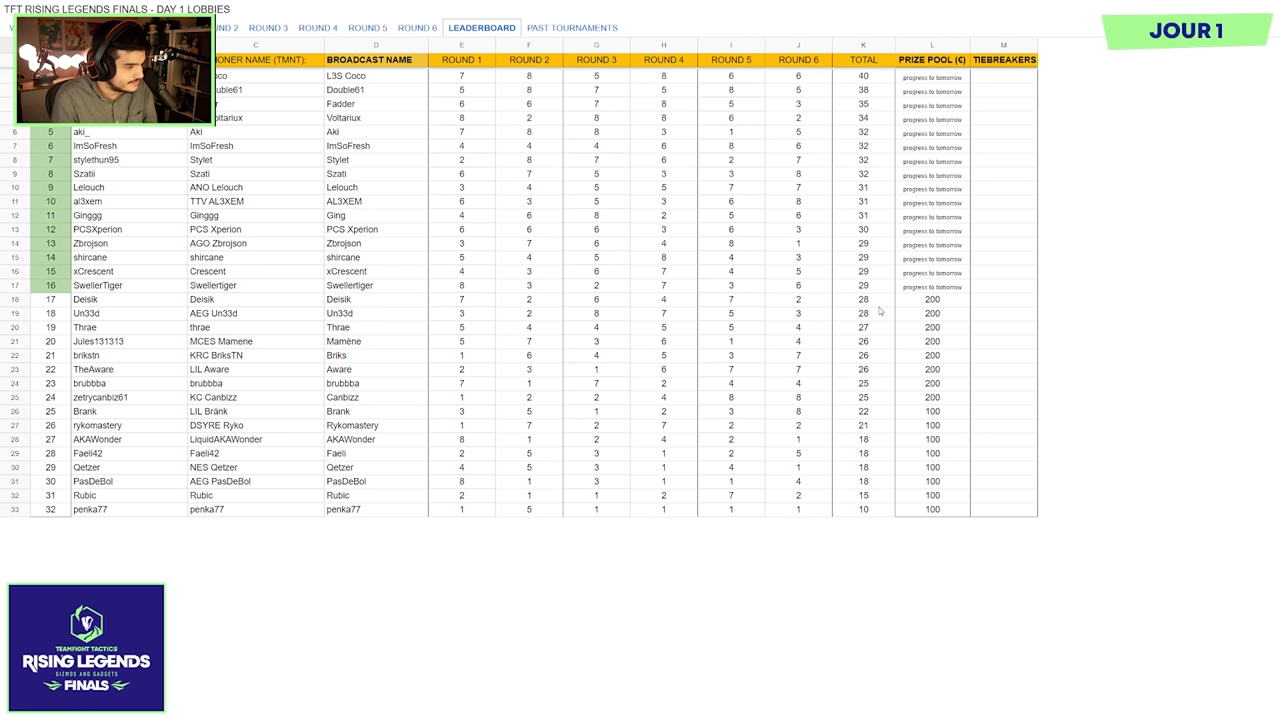 TFT RISING LEGENDS FINALS - DAY 1 LOBBIES
ROUND 3 ROUND 4 ROUND 5 ROUND 6 LEADERBOARD PAST TOURNAMENTS
JOUR 1
C D E F G H I J K L M
BROADCAST NAME ROUND 1 ROUND 2 ROUND 3 ROUND 4 ROUND 5 ROUND 6 TOTAL PRIZE POOL (€) TIEBREAKERS
L3S Coco 7 8 5 8 6 6 40 progress to tomorrow
Double61 5 8 7 5 8 5 38 progress to tomorrow
Fadder 6 6 7 8 5 3 35 progress to tomorrow
Voltariux 8 2 8 8 6 2 34 progress to tomorrow
6 5 aki_ Aki Aki 7 8 8 3 1 5 32 progress to tomorrow
7 6 ImSoFresh ImSoFresh ImSoFresh 4 4 4 6 8 6 32 progress to tomorrow
8 7 stylethun95 Stylet Stylet 2 8 7 6 2 7 32 progress to tomorrow
9 8 Szatii Szati Szati 6 7 5 3 3 8 32 progress to tomorrow
10 9 Lelouch ANO Lelouch Lelouch 3 4 5 5 7 7 31 progress to tomorrow
11 10 al3xem TTV AL3XEM AL3XEM 6 3 5 3 6 8 31 progress to tomorrow
12 11 Ginggg Ginggg Ging 4 6 8 2 5 6 31 progress to tomorrow
13 12 PCSXperion PCS Xperion PCS Xperion 6 6 6 3 6 3 30 progress to tomorrow
14 13 Zbrojson AGO Zbrojson Zbrojson 3 7 6 4 8 1 29 progress to tomorrow
15 14 shircane shircane shircane 5 4 5 8 4 3 29 progress to tomorrow
16 15 xCrescent Crescent xCrescent 4 3 6 7 4 5 29 progress to tomorrow
17 16 SwellerTiger Swellertiger Swellertiger 8 3 2 7 3 6 29 progress to tomorrow
18 17 Deisik Deisik Deisik 7 2 6 4 7 2 28 200
19 18 Un33d AEG Un33d Un33d 3 2 8 7 5 3 28 200
20 19 Thrae thrae Thrae 5 4 4 5 5 4 27 200
21 20 Jules131313 MCES Mamene Mamène 5 7 3 6 1 4 26 200
22 21 brikstn KRC BriksTN Briks 1 6 4 5 3 7 26 200
23 22 TheAware LIL Aware Aware 2 3 1 6 7 7 26 200
24 23 brubbba brubbba brubbba 7 1 7 2 4 4 25 200
25 24 zetrycanbiz61 KC Canbizz Canbizz 1 2 2 4 8 8 25 200
26 25 Brank LIL Bränk Brank 3 5 1 2 3 8 22 100
27 26 rykomastery DSYRE Ryko Rykomastery 1 7 2 7 2 2 21 100
28 27 AKAWonder LiquidAKAWonder AKAWonder 8 1 2 4 2 1 18 100
29 28 Faeli42 Faeli42 Faeli 2 5 3 1 2 5 18 100
30 29 Qetzer NES Qetzer Qetzer 4 5 3 1 4 1 18 100
31 30 PasDeBol AEG PasDeBol PasDeBol 8 1 3 1 1 4 18 100
32 31 Rubic Rubic Rubic 2 1 1 2 7 2 15 100
33 32 penka77 penka77 penka77 1 5 1 1 1 1 10 100
TEAMFIGHT TACTICS
RISING LEGENDS
GIZMOS AND GADGETS
FINALS